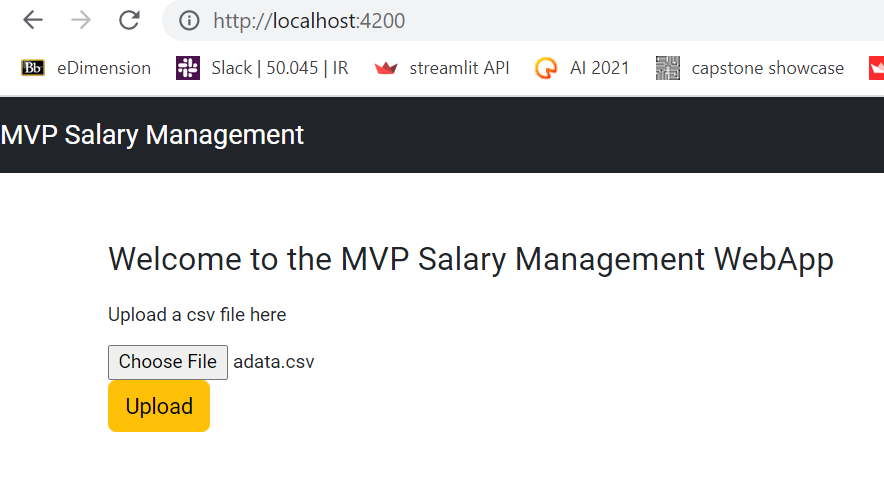 http://localhost:4200
Bb eDimension Slack | 50.045 | IR streamlit API AI 2021 capstone showcase
MVP Salary Management
Welcome to the MVP Salary Management WebApp
Upload a csv file here
Choose File adata.csv
Upload